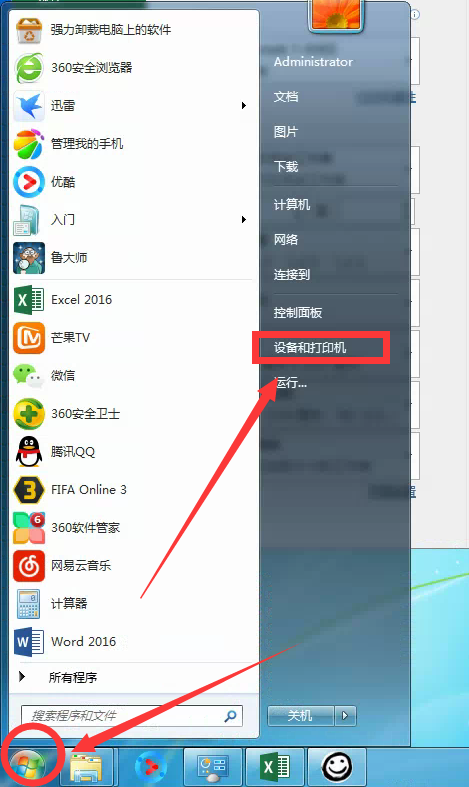 强力卸载电脑上的软件
360安全浏览器
迅雷
管理我的手机
优酷
入门
鲁大师
Excel 2016
芒果TV
微信
360安全卫士
腾讯QQ
FIFA Online 3
360软件管家
网易云音乐
计算器
Word 2016
所有程序
搜索程序和文件
Administrator
文档
图片
下载
计算机
网络
连接到
控制面板
设备和打印机
运行...
关机